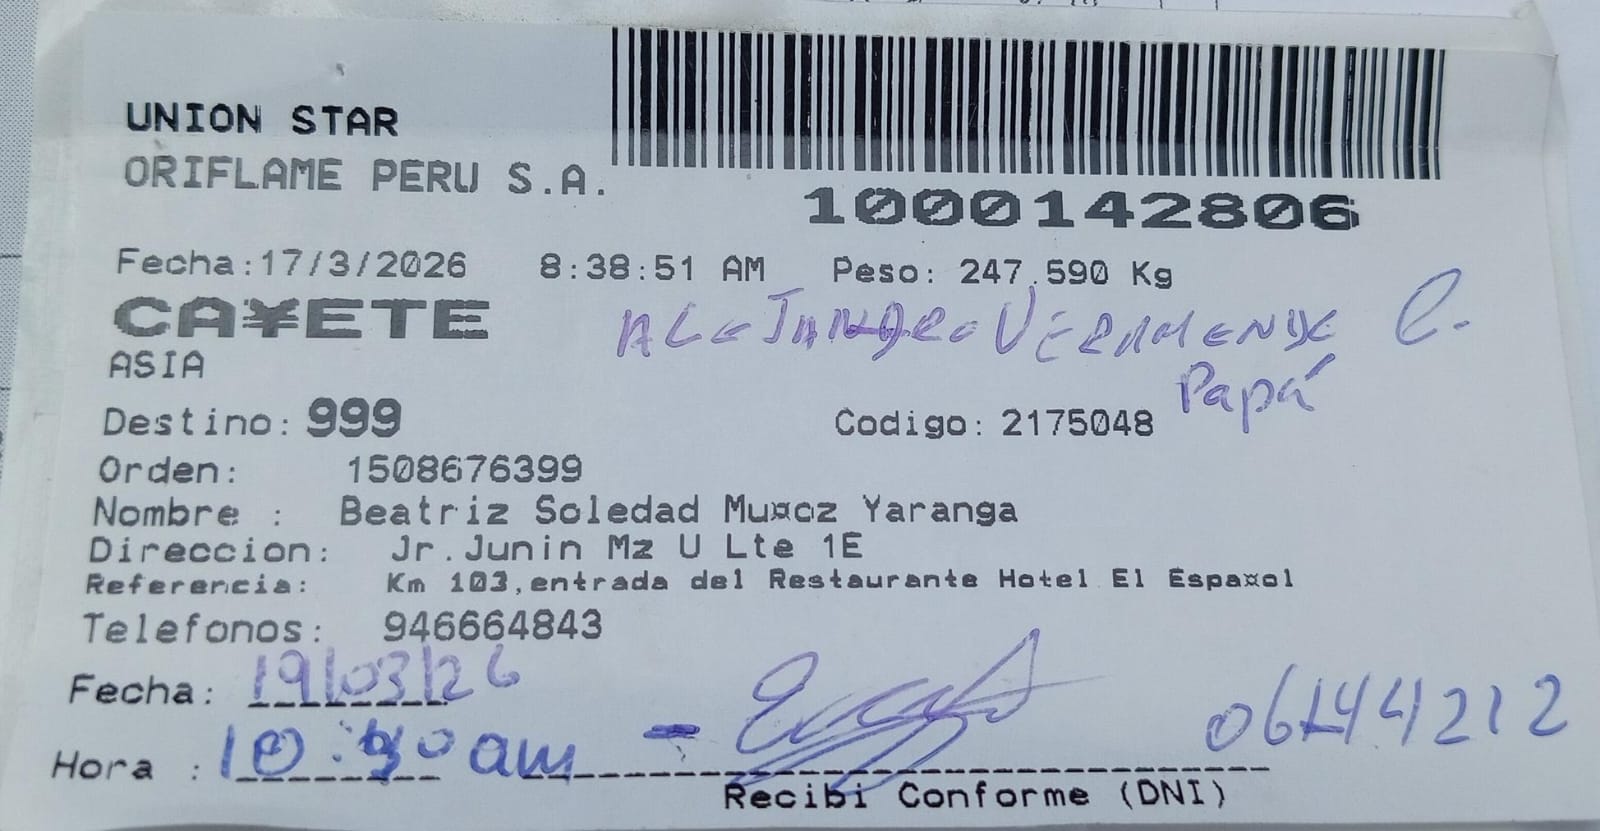 UNION STAR
ORIFLAME PERU S.A.
1000142806
Fecha:17/3/2026 8:38:51 AM Peso: 247.590 Kg
CA¥ETE
ASIA
Papá
Destino: 999 Codigo: 2175048
Orden: 1508676399
Nombre : Beatriz Soledad Mu¤oz Yaranga
Direccion: Jr.Junin Mz U Lte 1E
Referencia: Km 103,entrada del Restaurante Hotel El Espa¤ol
Telefonos: 946664843
Fecha: 19/03/26
Hora : am
Recibi Conforme (DNI)